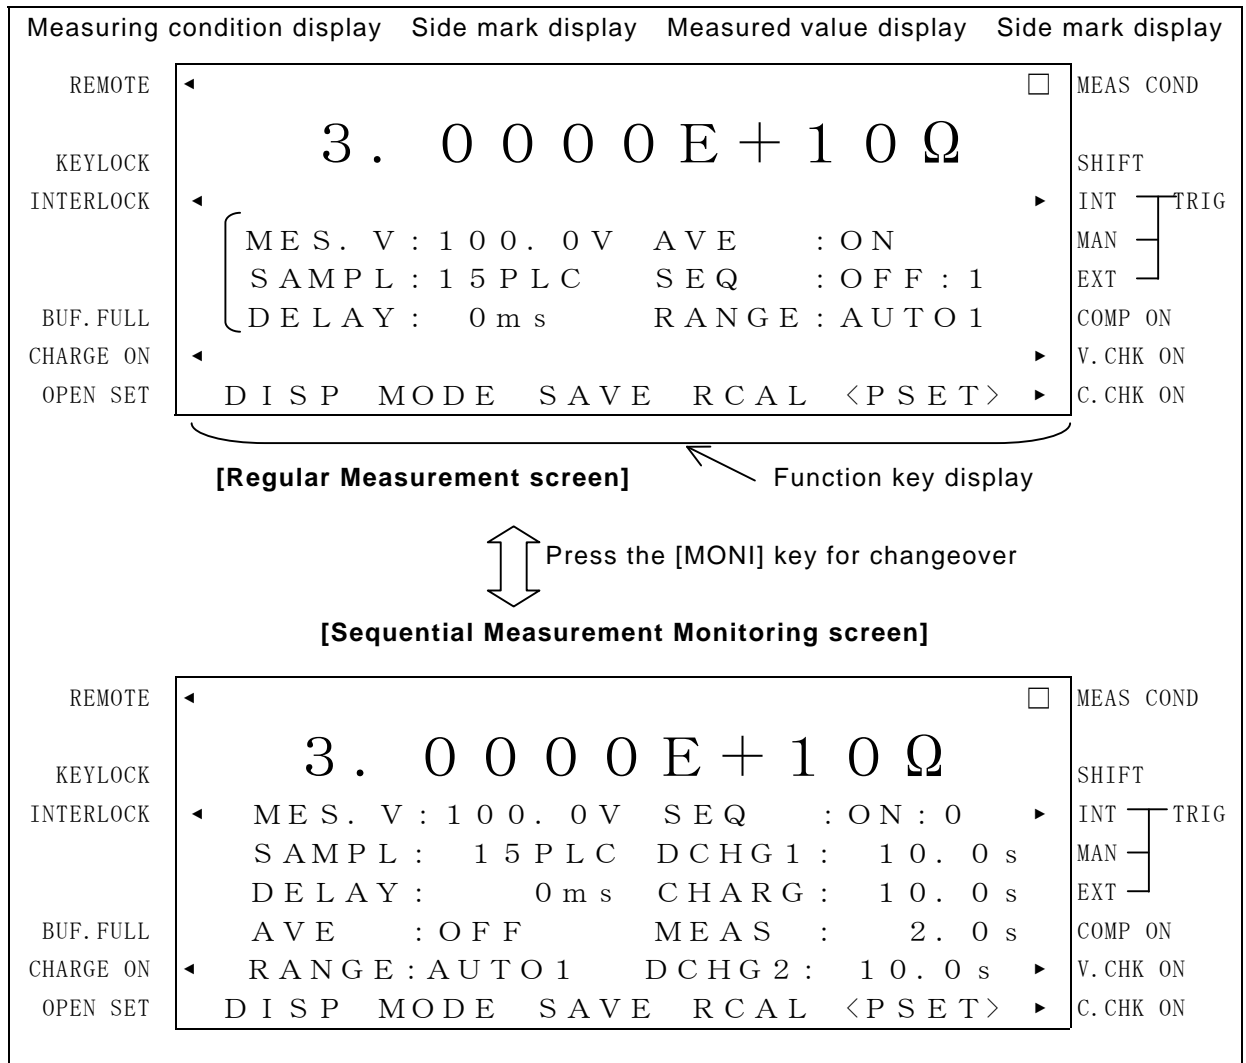 Measuring condition display Side mark display Measured value display Side mark display
REMOTE ◄ □ MEAS COND
3.0000E+10Ω
KEYLOCK SHIFT
INTERLOCK ◄ ► INT TRIG
MES.V:100.0V AVE :ON MAN
SAMPL:15PLC SEQ :OFF:1 EXT
BUF.FULL DELAY: 0ms RANGE:AUTO1 COMP ON
CHARGE ON ◄ ► V.CHK ON
OPEN SET DISP MODE SAVE RCAL <PSET> ► C.CHK ON
[Regular Measurement screen] Function key display
Press the [MONI] key for changeover
[Sequential Measurement Monitoring screen]
REMOTE ◄ □ MEAS COND
3.0000E+10Ω
KEYLOCK SHIFT
INTERLOCK ◄ MES.V:100.0V SEQ :ON:0 ► INT TRIG
SAMPL: 15PLC DCHG1: 10.0s MAN
DELAY: 0ms CHARG: 10.0s EXT
BUF.FULL AVE :OFF MEAS : 2.0s COMP ON
CHARGE ON ◄ RANGE:AUTO1 DCHG2: 10.0s ► V.CHK ON
OPEN SET DISP MODE SAVE RCAL <PSET> ► C.CHK ON